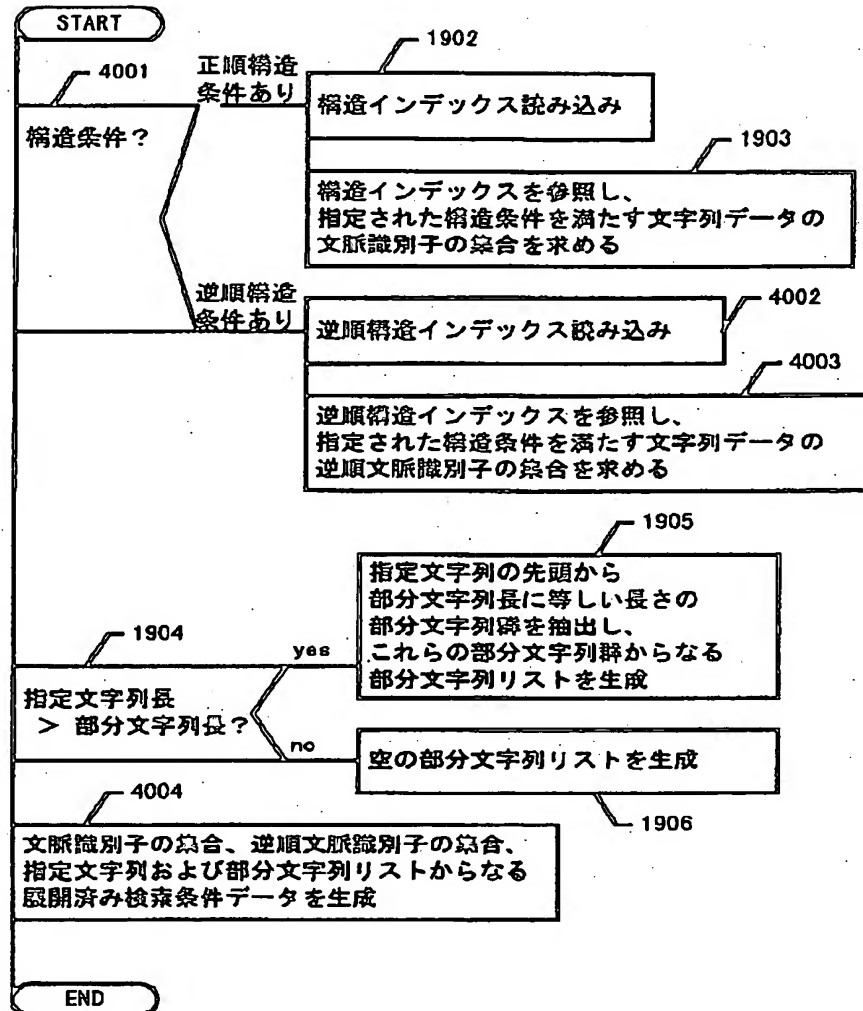 START
4001
構造条件?
正順構造
条件あり
1902
構造インデックス読み込み
1903
構造インデックスを参照し、
指定された構造条件を満たす文字列データの
文脈識別子の集合を求める
逆順構造
条件あり
4002
逆順構造インデックス読み込み
4003
逆順構造インデックスを参照し、
指定された構造条件を満たす文字列データの
逆順文脈識別子の集合を求める
1904
指定文字列長
> 部分文字列長?
yes
1905
指定文字列の先頭から
部分文字列長に等しい長さの
部分文字列群を抽出し、
これらの部分文字列群からなる
部分文字列リストを生成
no
空の部分文字列リストを生成
1906
4004
文脈識別子の集合、逆順文脈識別子の集合、
指定文字列および部分文字列リストからなる
展開済み検索条件データを生成
END